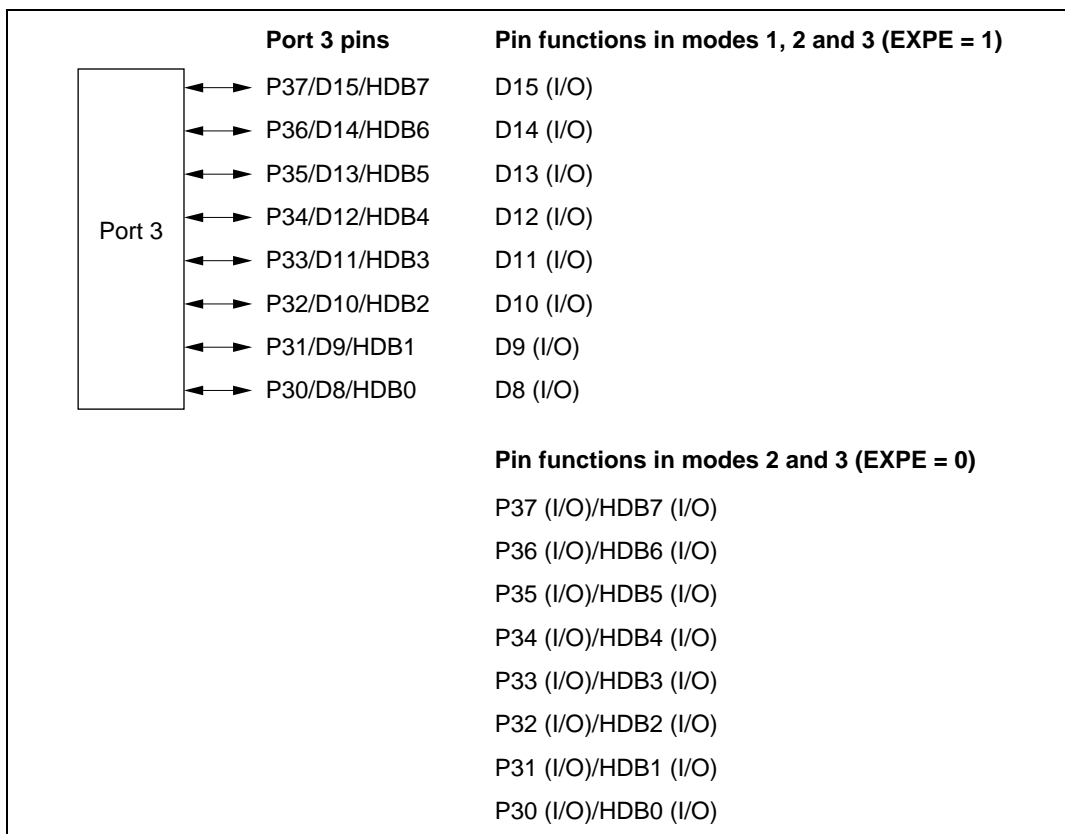 Port 3 pins Pin functions in modes 1, 2 and 3 (EXPE = 1)
P37/D15/HDB7 D15 (I/O)
P36/D14/HDB6 D14 (I/O)
P35/D13/HDB5 D13 (I/O)
P34/D12/HDB4 D12 (I/O)
Port 3
P33/D11/HDB3 D11 (I/O)
P32/D10/HDB2 D10 (I/O)
P31/D9/HDB1 D9 (I/O)
P30/D8/HDB0 D8 (I/O)
Pin functions in modes 2 and 3 (EXPE = 0)
P37 (I/O)/HDB7 (I/O)
P36 (I/O)/HDB6 (I/O)
P35 (I/O)/HDB5 (I/O)
P34 (I/O)/HDB4 (I/O)
P33 (I/O)/HDB3 (I/O)
P32 (I/O)/HDB2 (I/O)
P31 (I/O)/HDB1 (I/O)
P30 (I/O)/HDB0 (I/O)